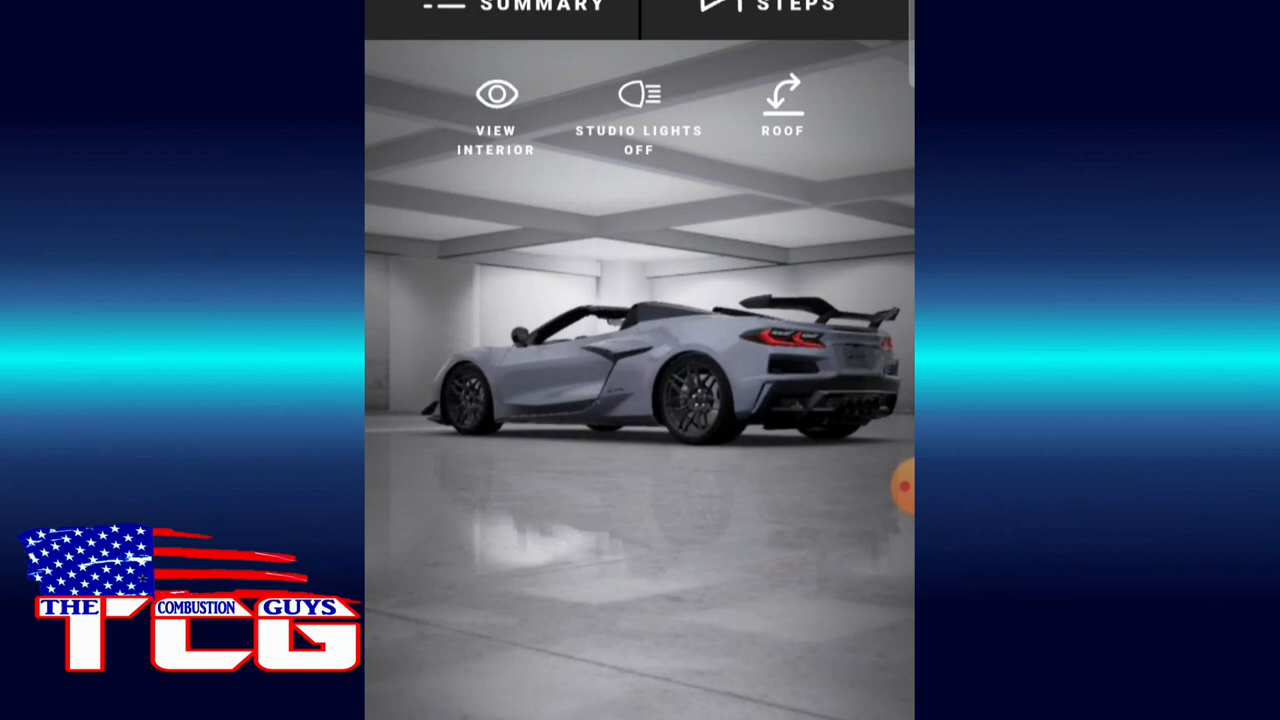 SUMMARY
STEPS
VIEW
INTERIOR
STUDIO LIGHTS
OFF
ROOF
THE COMBUSTION GUYS
TCG